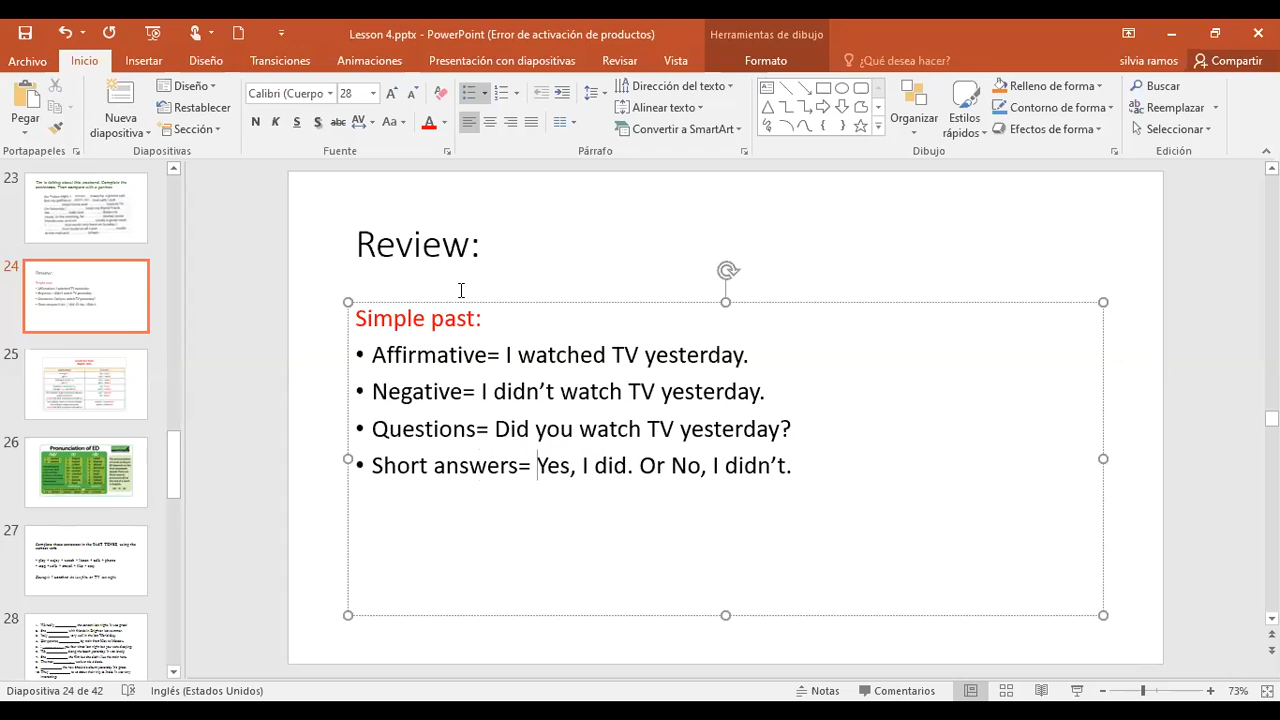 Lesson 4.pptx - PowerPoint (Error de activación de productos)
Herramientas de dibujo
Archivo
Inicio
Insertar
Diseño
Transiciones
Animaciones
Presentación con diapositivas
Revisar
Vista
Formato
¿Qué desea hacer?
silvia ramos
Compartir
Pegar
Nueva diapositiva
Diseño
Restablecer
Sección
Calibri (Cuerpo
28
N K S abc AV Aa A
Dirección del texto
Alinear texto
Convertir a SmartArt
Organizar
Estilos rápidos
Relleno de forma
Contorno de forma
Efectos de forma
Buscar
Reemplazar
Seleccionar
Portapapeles
Diapositivas
Fuente
Párrafo
Dibujo
Edición
23
24
25
26
Pronunciation of ED
27
28
Review:
Simple past:
• Affirmative= I watched TV yesterday.
• Negative= I didn't watch TV yesterday.
• Questions= Did you watch TV yesterday?
• Short answers= Yes, I did. Or No, I didn't.
Diapositiva 24 de 42
Inglés (Estados Unidos)
Notas
Comentarios
73%